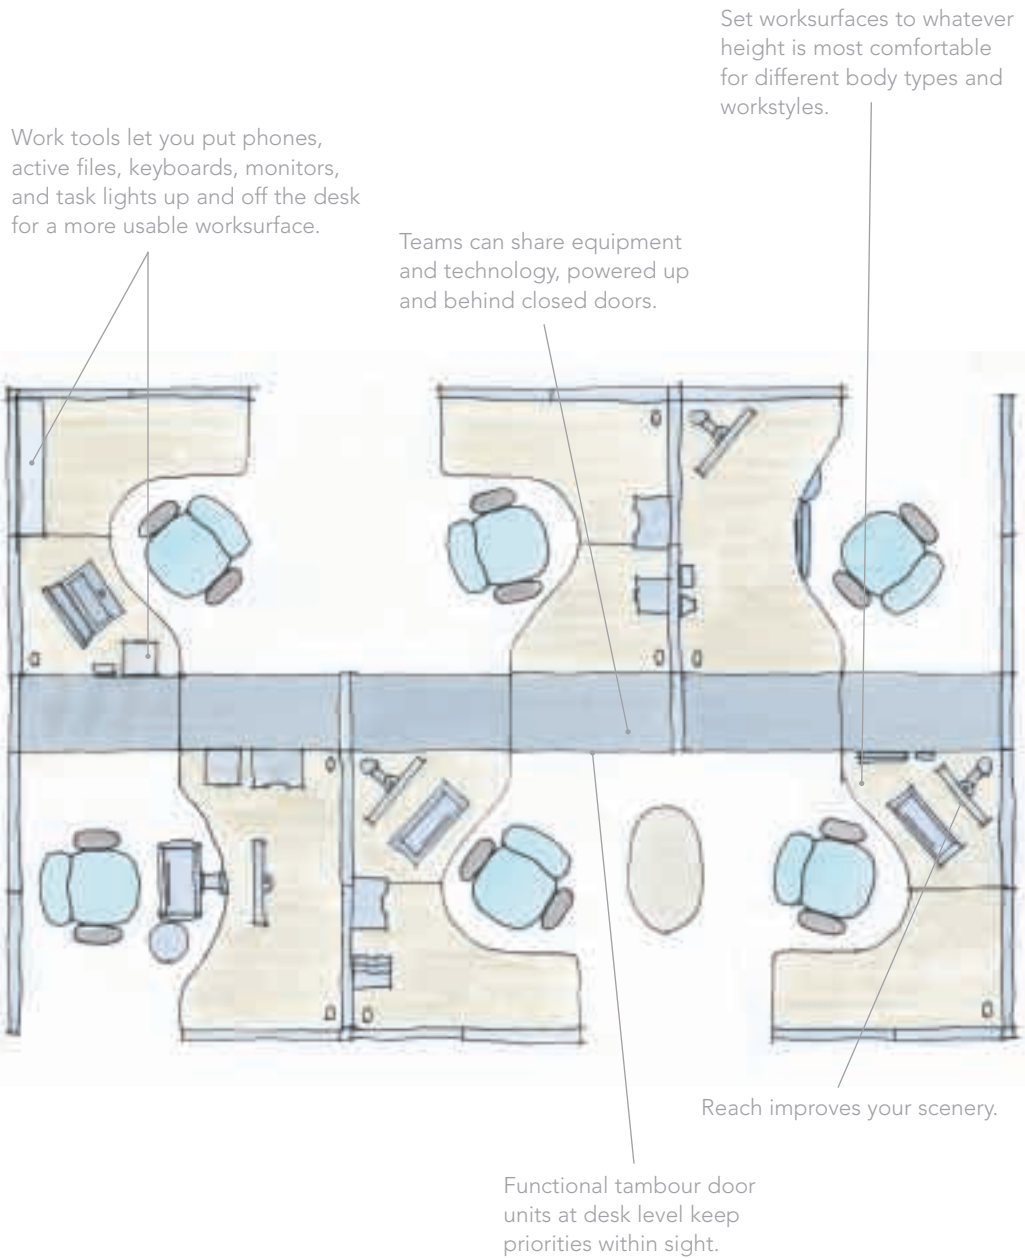 Set worksurfaces to whatever
height is most comfortable
for different body types and
workstyles.
Work tools let you put phones,
active files, keyboards, monitors,
and task lights up and off the desk
for a more usable worksurface.
Teams can share equipment
and technology, powered up
and behind closed doors.
Reach improves your scenery.
Functional tambour door
units at desk level keep
priorities within sight.